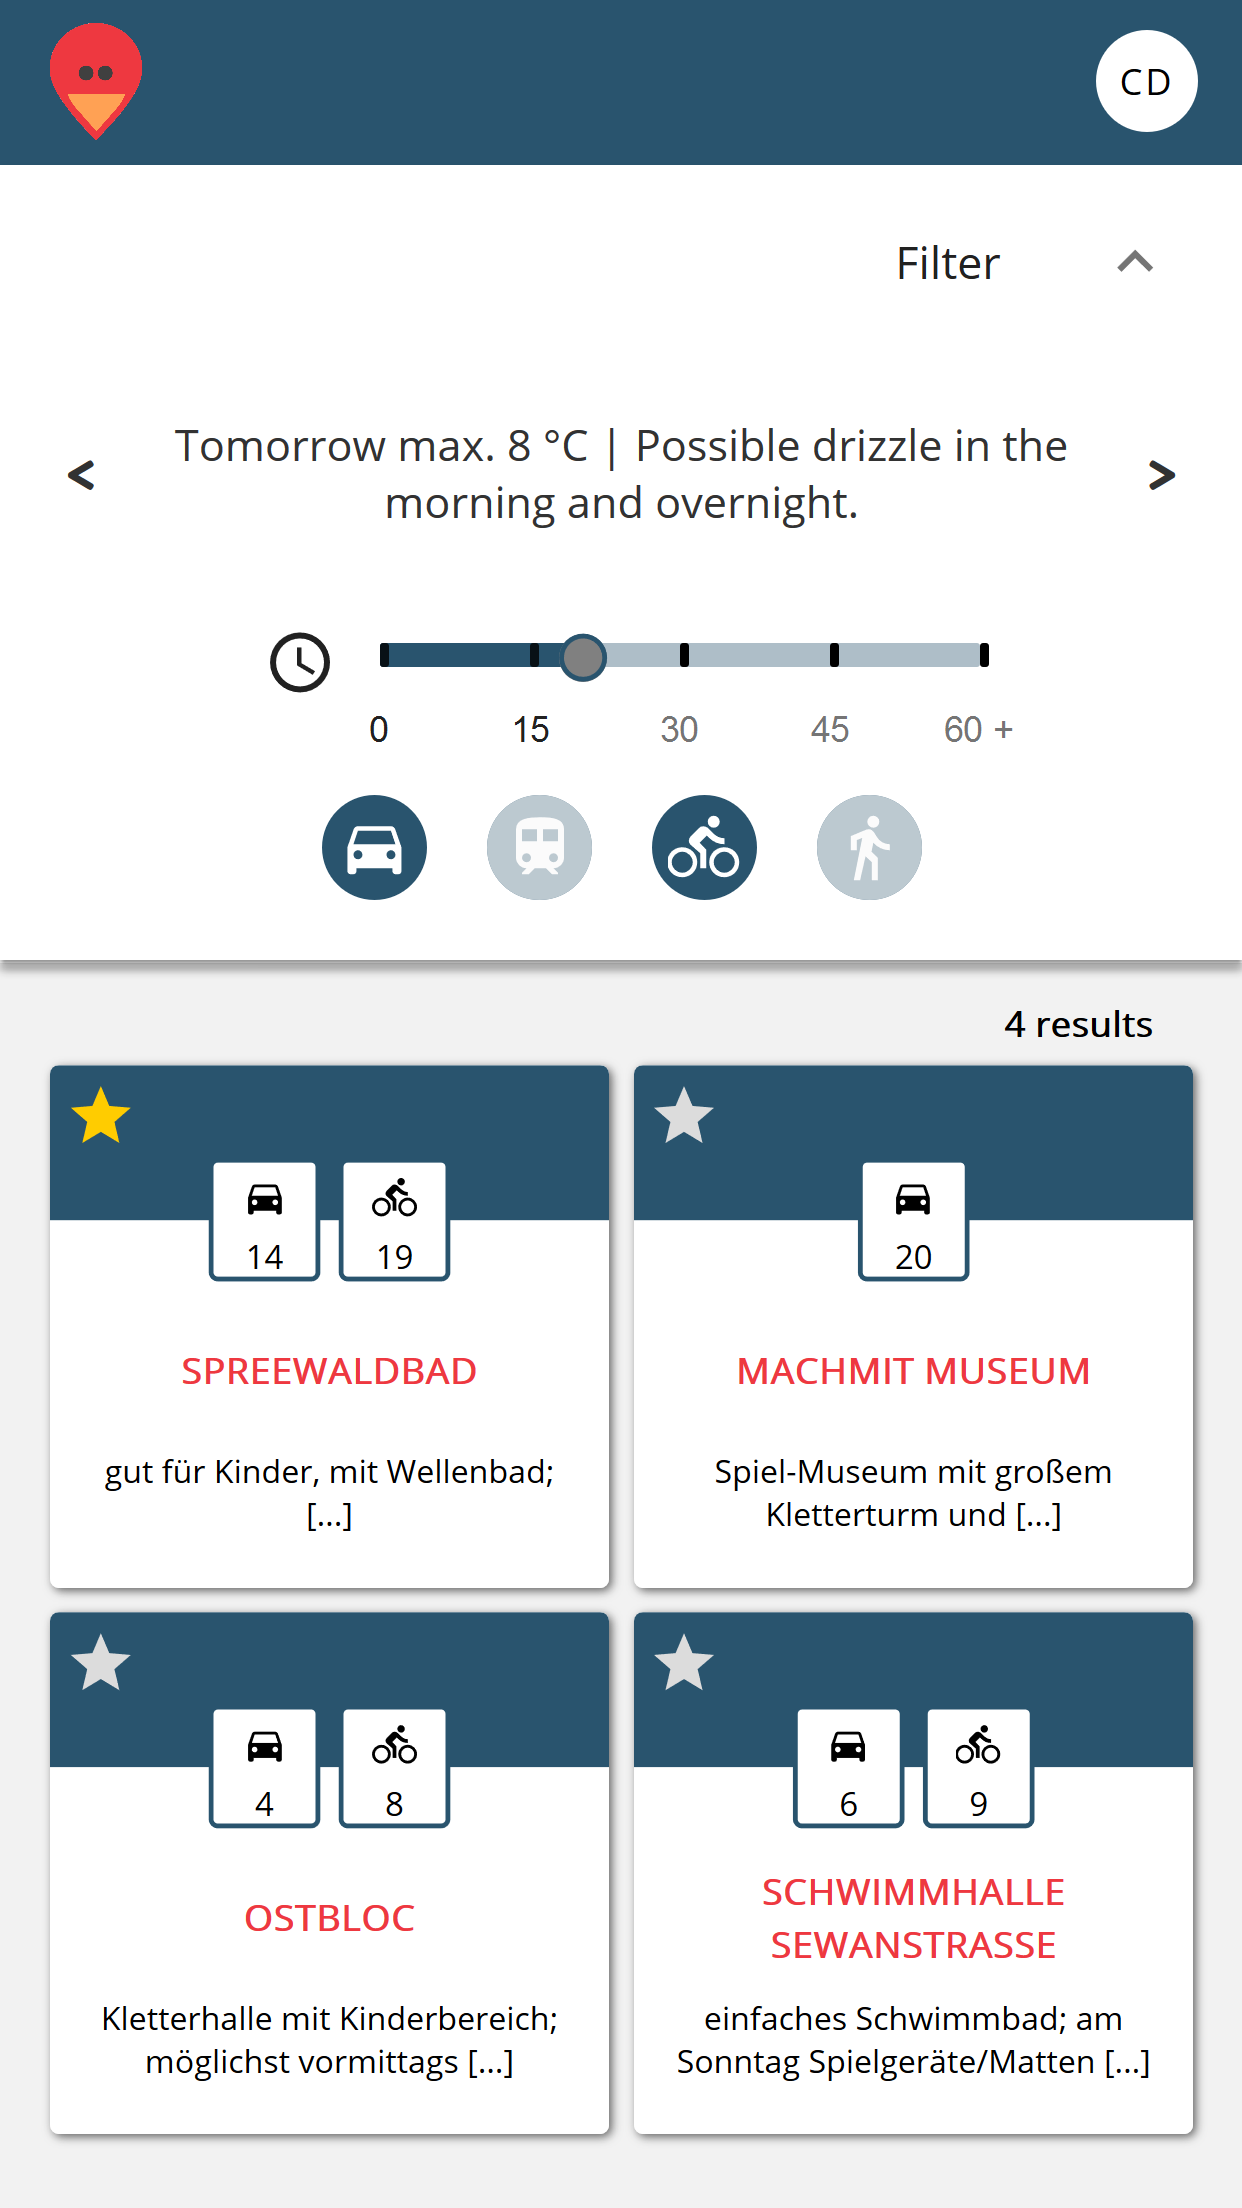 CD
Filter
Tomorrow max. 8 °C | Possible drizzle in the
morning and overnight.
<
>
0 15 30 45 60 +
4 results
14 19
SPREEWALDBAD
gut für Kinder, mit Wellenbad;
[...]
20
MACHMIT MUSEUM
Spiel-Museum mit großem
Kletterturm und [...]
4 8
OSTBLOC
Kletterhalle mit Kinderbereich;
möglichst vormittags [...]
6 9
SCHWIMMHALLE
SEWANSTRASSE
einfaches Schwimmbad; am
Sonntag Spielgeräte/Matten [...]